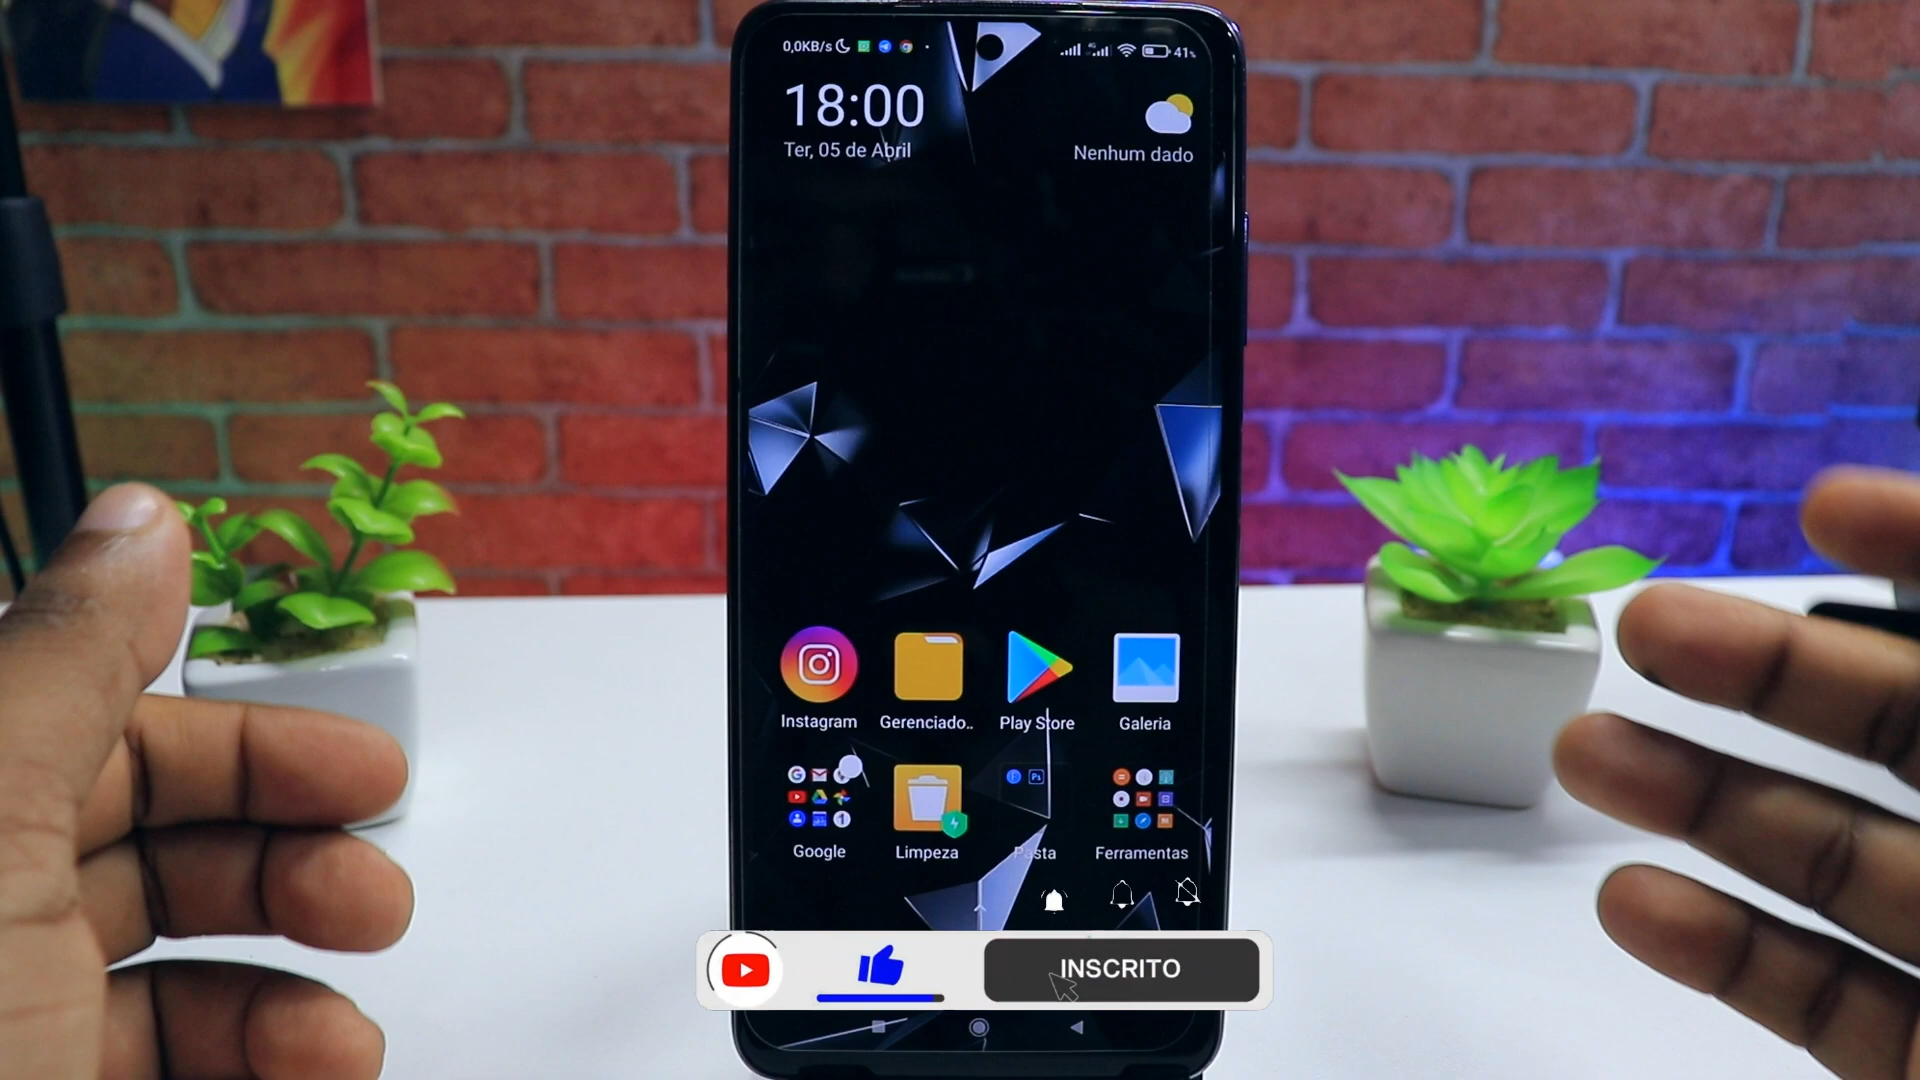 0,0KB/s
4G
41%
18:00
Ter, 05 de Abril
Nenhum dado
Instagram
Gerenciado..
Play Store
Galeria
Google
Limpeza
Pasta
Ferramentas
INSCRITO